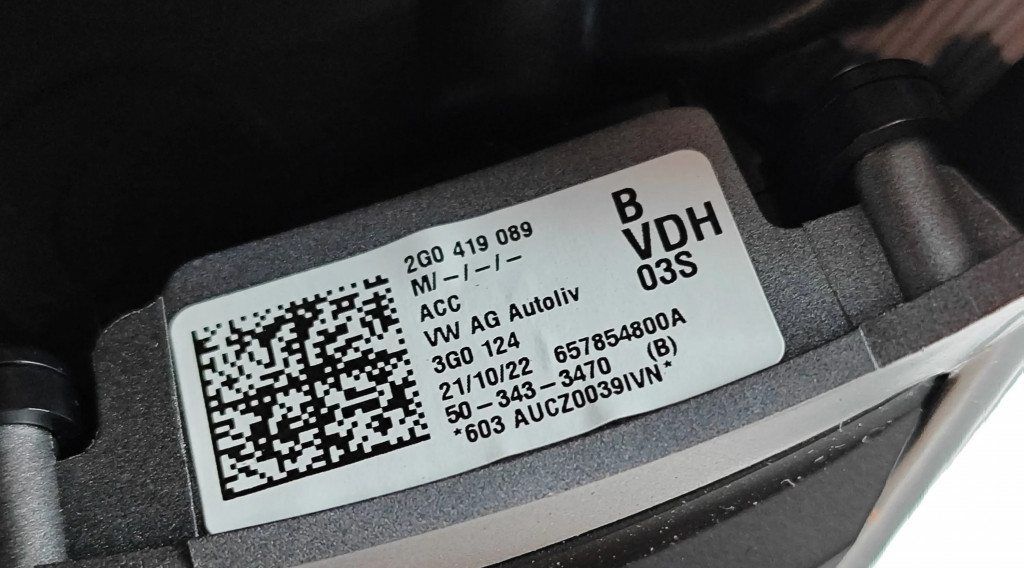 2G0 419 089
M/-/-/-
ACC
VW AG Autoliv
3G0 124
21/10/22 657854800A
50-343-3470 (B)
*603 AUCZ0039IVN*
B
VDH
03S